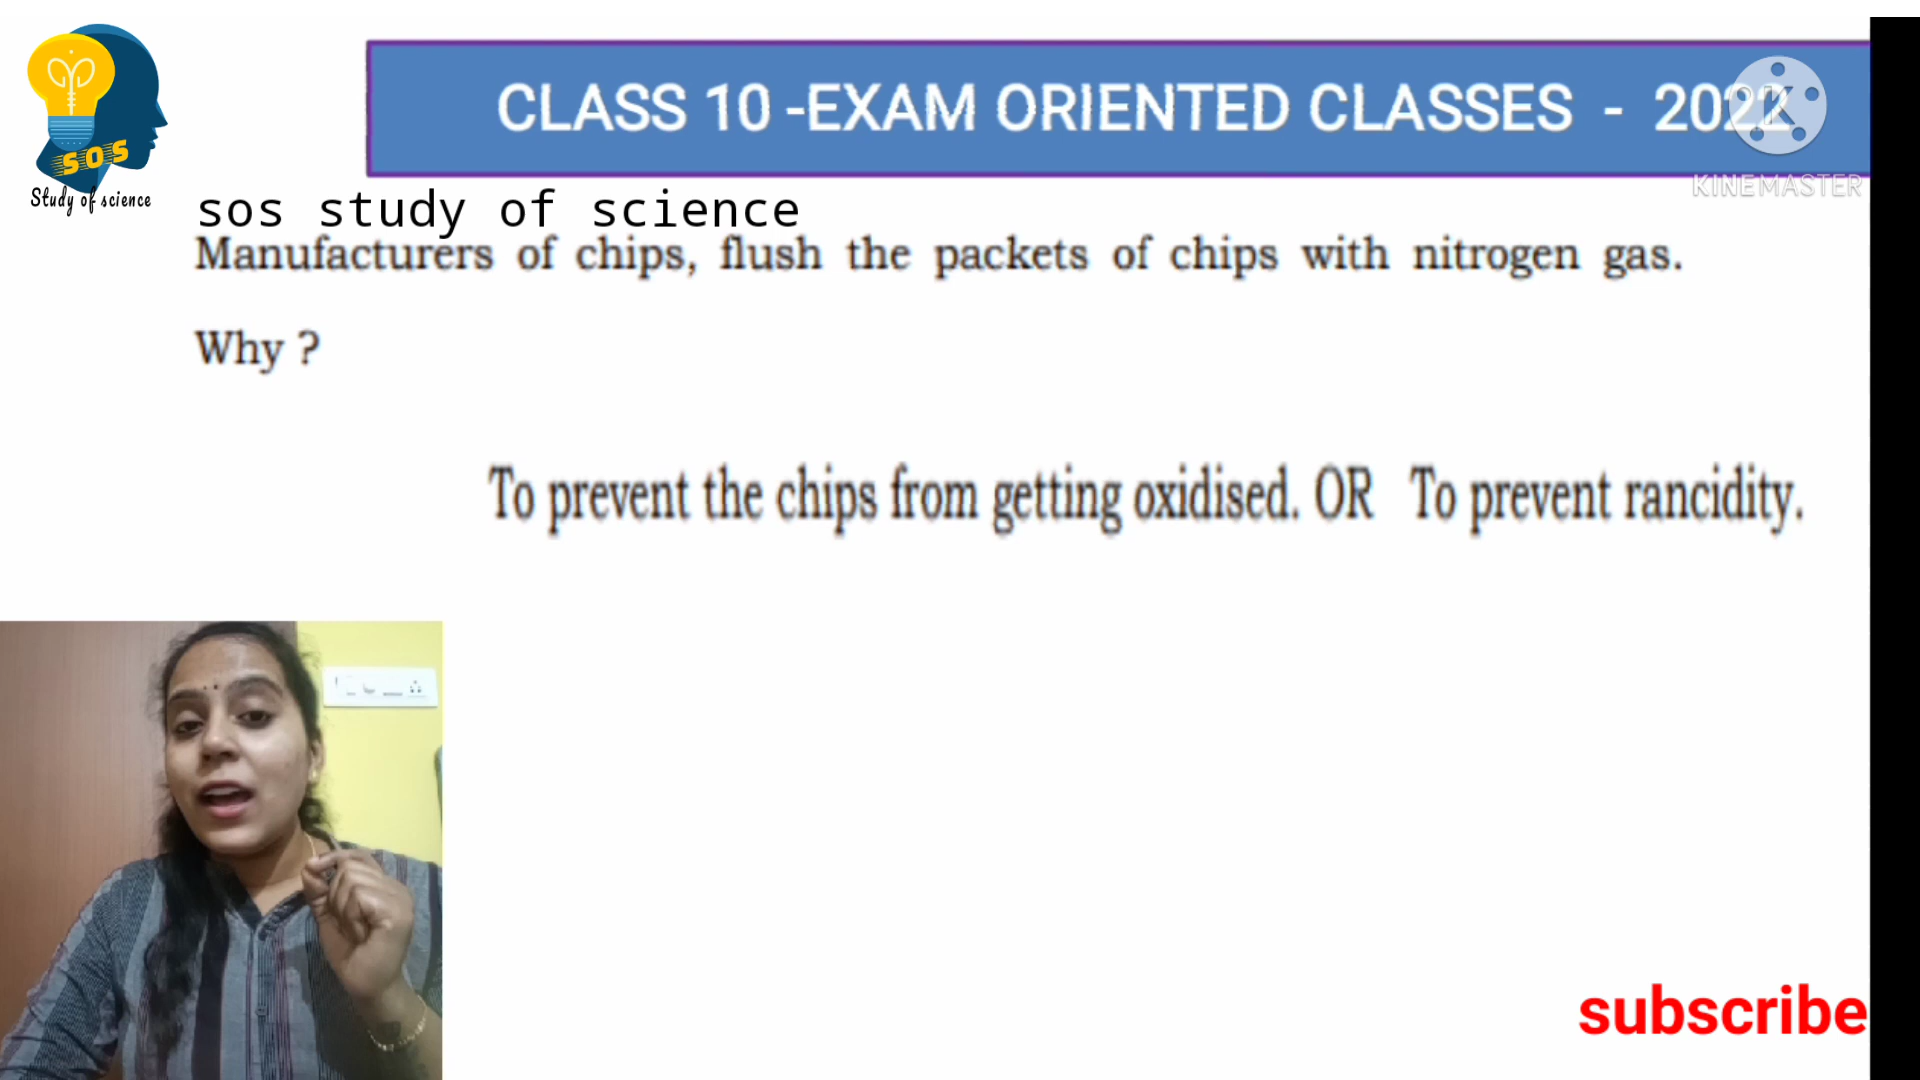 CLASS 10 -EXAM ORIENTED CLASSES - 2022
KINEMASTER
SOS
Study of science
sos study of science
Manufacturers of chips, flush the packets of chips with nitrogen gas.
Why ?
To prevent the chips from getting oxidised. OR To prevent rancidity.
subscribe